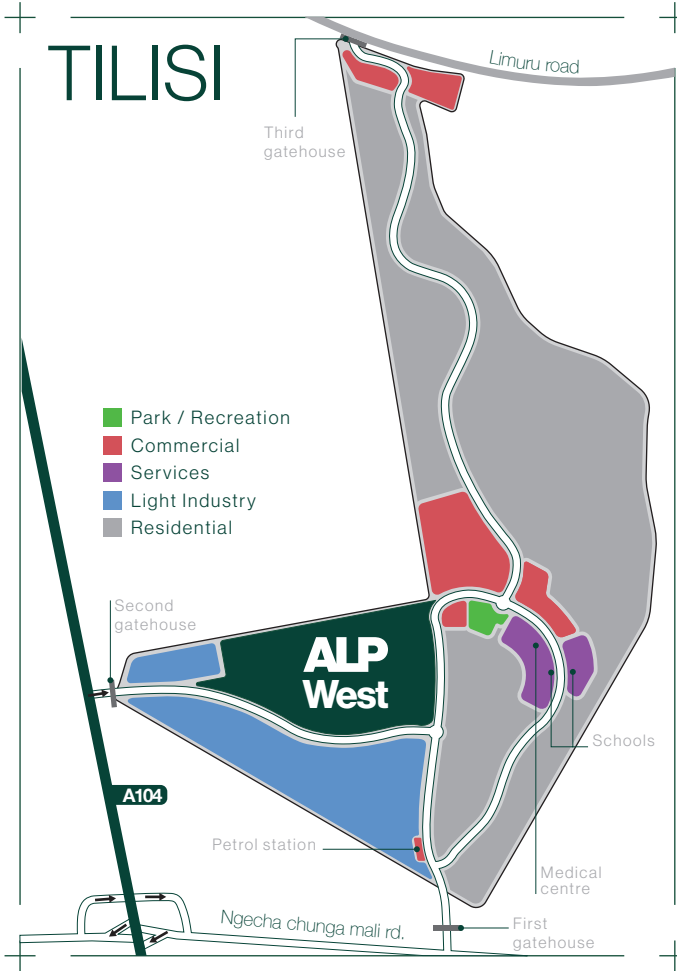 TILISI
Limuru road
Third
gatehouse
Park / Recreation
Commercial
Services
Light Industry
Residential
Second
gatehouse
ALP
West
Schools
A104
Petrol station
Medical
centre
Ngecha chunga mali rd.
First
gatehouse